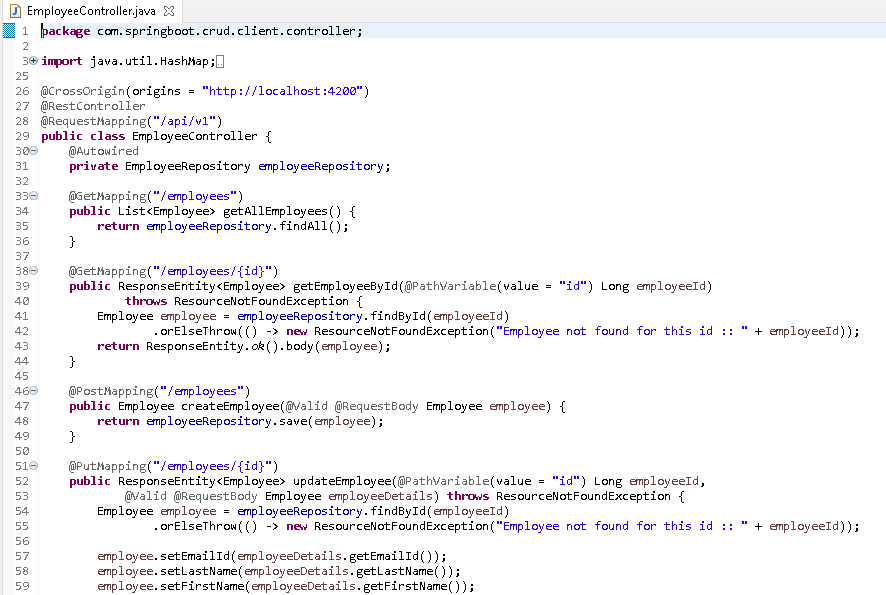 EmployeeController.java
1 package com.springboot.crud.client.controller;
2
3 import java.util.HashMap;
25
26 @CrossOrigin(origins = "http://localhost:4200")
27 @RestController
28 @RequestMapping("/api/v1")
29 public class EmployeeController {
30 @Autowired
31 private EmployeeRepository employeeRepository;
32
33 @GetMapping("/employees")
34 public List<Employee> getAllEmployees() {
35 return employeeRepository.findAll();
36 }
37
38 @GetMapping("/employees/{id}")
39 public ResponseEntity<Employee> getEmployeeById(@PathVariable(value = "id") Long employeeId)
40 throws ResourceNotFoundException {
41 Employee employee = employeeRepository.findById(employeeId)
42 .orElseThrow(() -> new ResourceNotFoundException("Employee not found for this id :: " + employeeId));
43 return ResponseEntity.ok().body(employee);
44 }
45
46 @PostMapping("/employees")
47 public Employee createEmployee(@Valid @RequestBody Employee employee) {
48 return employeeRepository.save(employee);
49 }
50
51 @PutMapping("/employees/{id}")
52 public ResponseEntity<Employee> updateEmployee(@PathVariable(value = "id") Long employeeId,
53 @Valid @RequestBody Employee employeeDetails) throws ResourceNotFoundException {
54 Employee employee = employeeRepository.findById(employeeId)
55 .orElseThrow(() -> new ResourceNotFoundException("Employee not found for this id :: " + employeeId));
56
57 employee.setEmailId(employeeDetails.getEmailId());
58 employee.setLastName(employeeDetails.getLastName());
59 employee.setFirstName(employeeDetails.getFirstName());